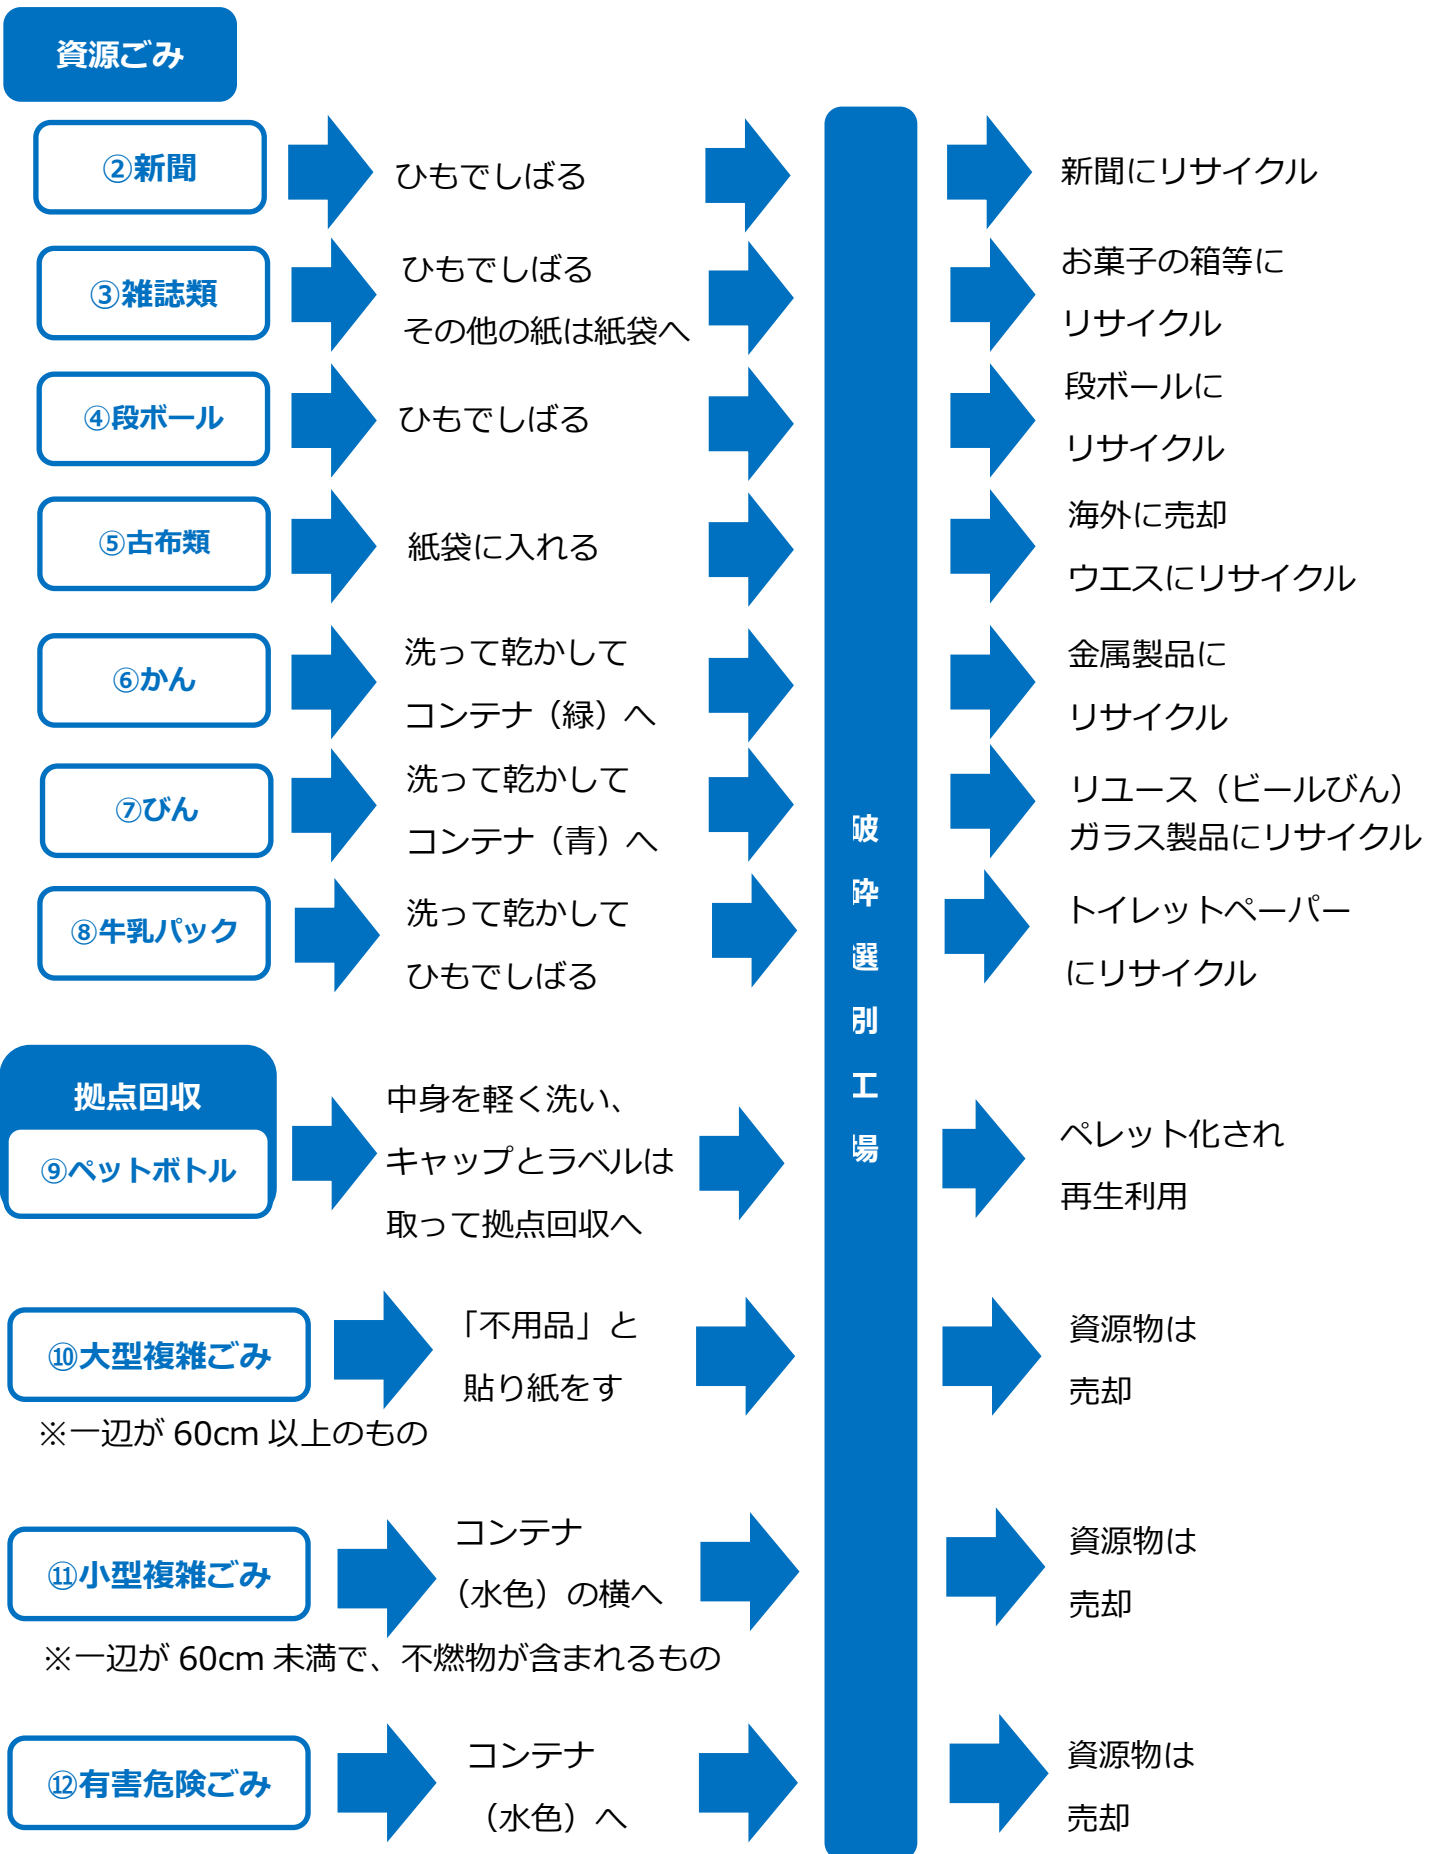 資源ごみ
②新聞
ひもでしばる
新聞にリサイクル
③雑誌類
ひもでしばる
その他の紙は紙袋へ
お菓子の箱等に
リサイクル
④段ボール
ひもでしばる
段ボールに
リサイクル
⑤古布類
紙袋に入れる
海外に売却
ウエスにリサイクル
⑥かん
洗って乾かして
コンテナ（緑）へ
金属製品に
リサイクル
⑦びん
洗って乾かして
コンテナ（青）へ
リユース（ビールびん）
ガラス製品にリサイクル
⑧牛乳パック
洗って乾かして
ひもでしばる
トイレットペーパー
にリサイクル
破砕選別工場
拠点回収
⑨ペットボトル
中身を軽く洗い、
キャップとラベルは
取って拠点回収へ
ペレット化され
再生利用
⑩大型複雑ごみ
「不用品」と
貼り紙をす
資源物は
売却
※一辺が 60cm 以上のもの
⑪小型複雑ごみ
コンテナ
（水色）の横へ
資源物は
売却
※一辺が 60cm 未満で、不燃物が含まれるもの
⑫有害危険ごみ
コンテナ
（水色）へ
資源物は
売却